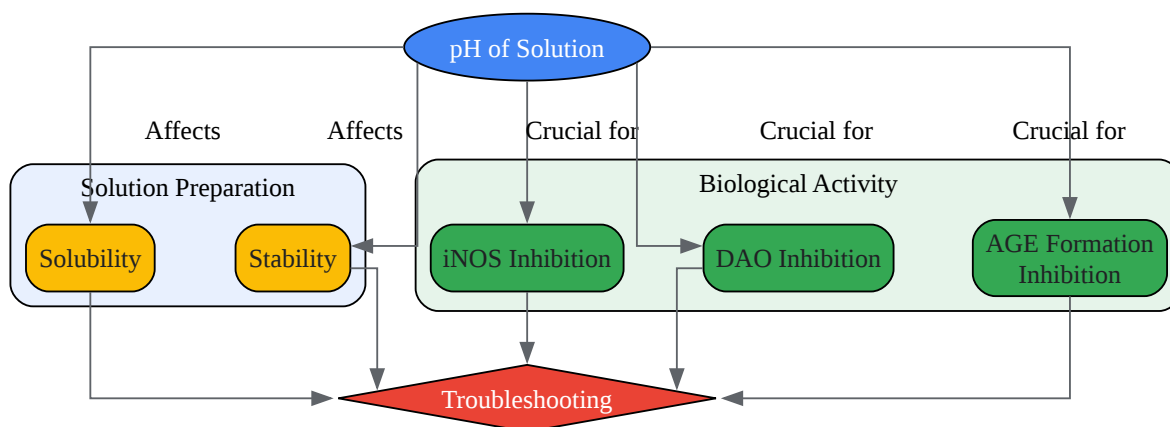 pH of Solution
Affects
Affects
Crucial for
Crucial for
Crucial for
Solution Preparation
Biological Activity
Solubility
Stability
iNOS Inhibition
DAO Inhibition
AGE Formation
Inhibition
Troubleshooting